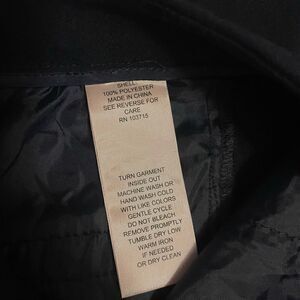 SHELL:
100% POLYESTER
MADE IN CHINA
SEE REVERSE FOR
CARE
RN 103715
TURN GARMENT
INSIDE OUT
MACHINE WASH OR
HAND WASH COLD
WITH LIKE COLORS
GENTLE CYCLE
DO NOT BLEACH
REMOVE PROMPTLY
TUMBLE DRY LOW
WARM IRON
IF NEEDED
OR DRY CLEAN